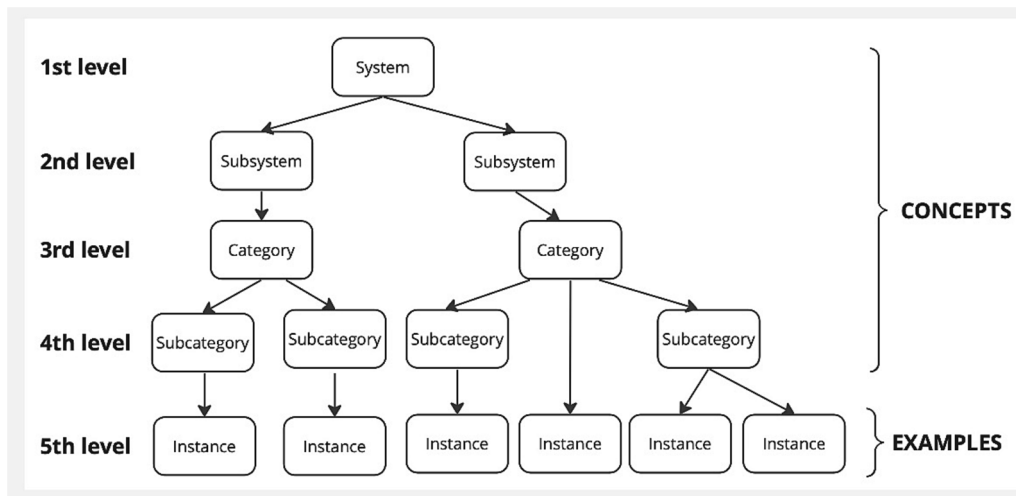 1st level
System
2nd level
Subsystem
Subsystem
CONCEPTS
3rd level
Category
Category
4th level
Subcategory
Subcategory
Subcategory
Subcategory
5th level
Instance
Instance
Instance
Instance
Instance
Instance
EXAMPLES